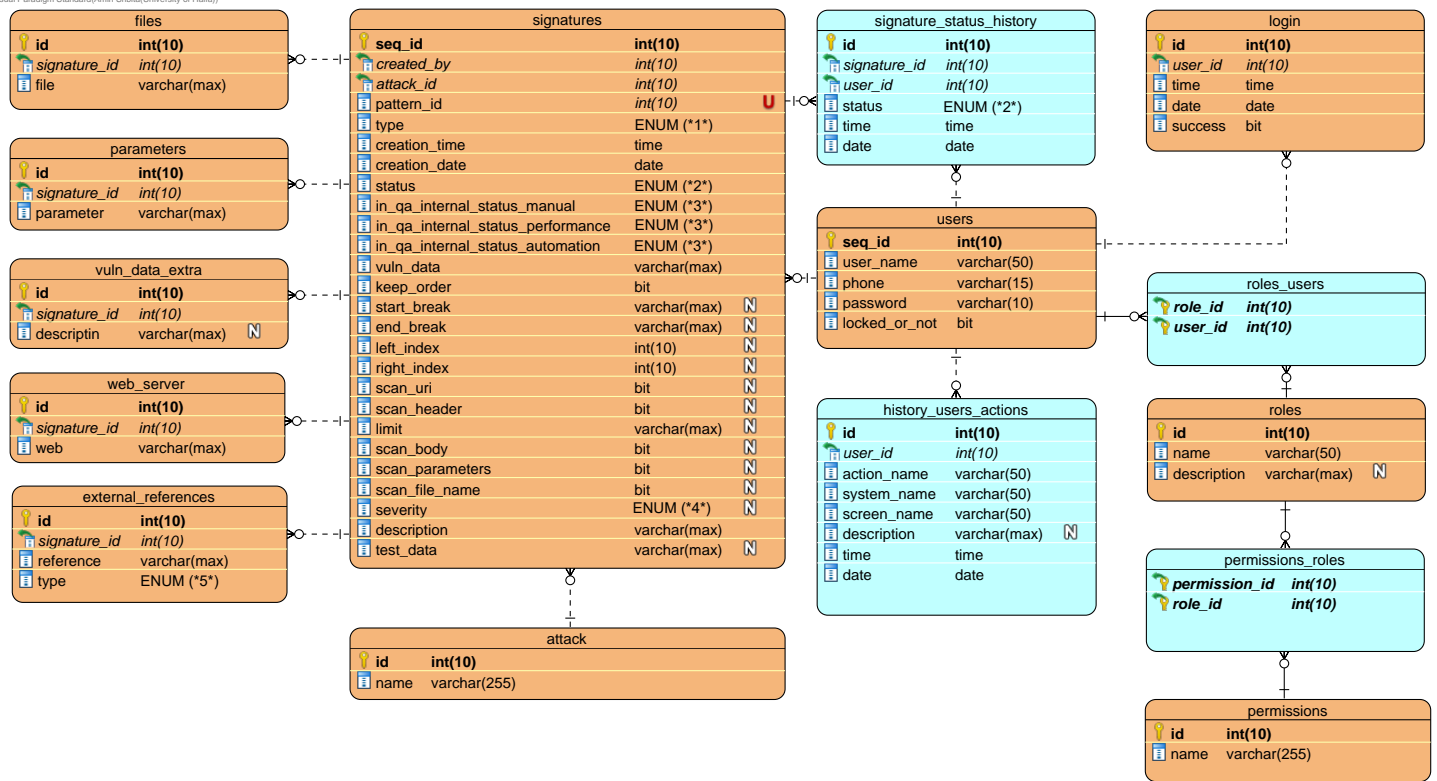 sual Paradigm Standard(Amin Sholla(University of Haifa))
files
id int(10)
signature_id int(10)
file varchar(max)
parameters
id int(10)
signature_id int(10)
parameter varchar(max)
vuln_data_extra
id int(10)
signature_id int(10)
descriptin varchar(max) N
web_server
id int(10)
signature_id int(10)
web varchar(max)
external_references
id int(10)
signature_id int(10)
reference varchar(max)
type ENUM (*5*)
signatures
seq_id int(10)
created_by int(10)
attack_id int(10)
pattern_id int(10) U
type ENUM (*1*)
creation_time time
creation_date date
status ENUM (*2*)
in_qa_internal_status_manual ENUM (*3*)
in_qa_internal_status_performance ENUM (*3*)
in_qa_internal_status_automation ENUM (*3*)
vuln_data varchar(max)
keep_order bit
start_break varchar(max) N
end_break varchar(max) N
left_index int(10) N
right_index int(10) N
scan_uri bit N
scan_header bit N
limit varchar(max) N
scan_body bit N
scan_parameters bit N
scan_file_name bit N
severity ENUM (*4*) N
description varchar(max)
test_data varchar(max) N
attack
id int(10)
name varchar(255)
signature_status_history
id int(10)
signature_id int(10)
user_id int(10)
status ENUM (*2*)
time time
date date
users
seq_id int(10)
user_name varchar(50)
phone varchar(15)
password varchar(10)
locked_or_not bit
history_users_actions
id int(10)
user_id int(10)
action_name varchar(50)
system_name varchar(50)
screen_name varchar(50)
description varchar(max) N
time time
date date
login
id int(10)
user_id int(10)
time time
date date
success bit
roles_users
role_id int(10)
user_id int(10)
roles
id int(10)
name varchar(50)
description varchar(max) N
permissions_roles
permission_id int(10)
role_id int(10)
permissions
id int(10)
name varchar(255)